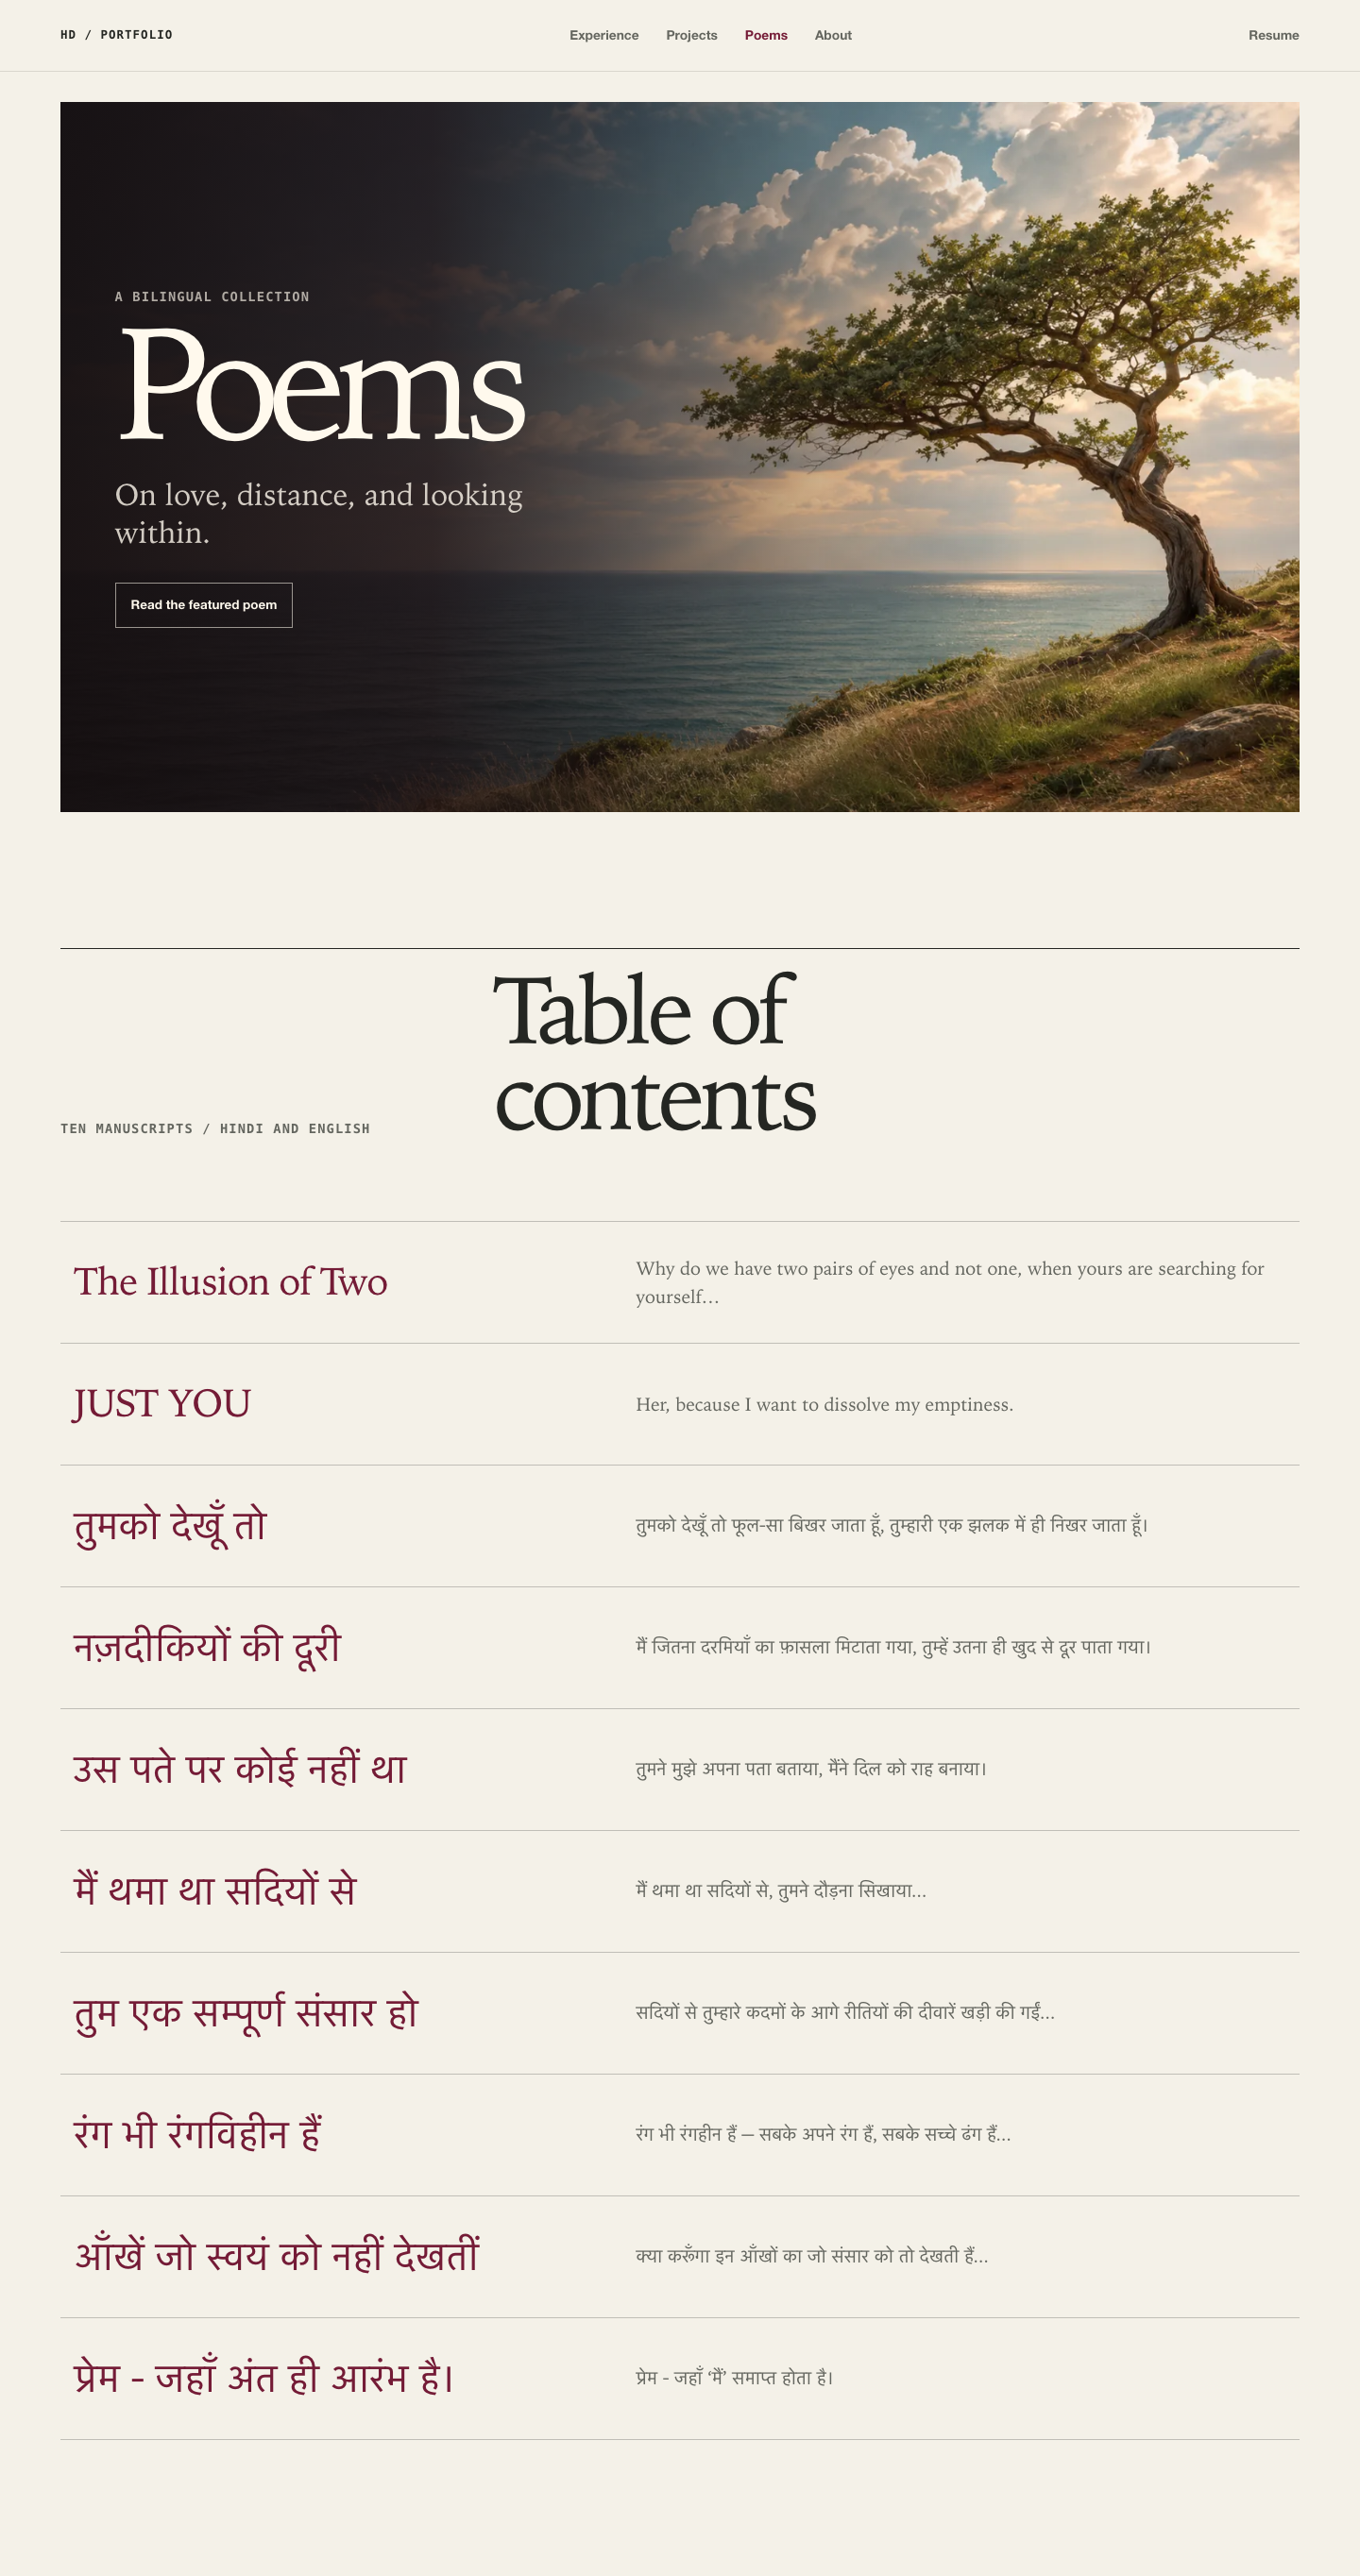 HD / PORTFOLIO
Experience
Projects
Poems
About
Resume
A BILINGUAL COLLECTION
Poems
On love, distance, and looking
within.
Read the featured poem
Table of
contents
TEN MANUSCRIPTS / HINDI AND ENGLISH
The Illusion of Two
Why do we have two pairs of eyes and not one, when yours are searching for
yourself…
JUST YOU
Her, because I want to dissolve my emptiness.
तुमको देखूँ तो
तुमको देखूँ तो फूल-सा बिखर जाता हूँ, तुम्हारी एक झलक में ही निखर जाता हूँ।
नज़दीकियों की दूरी
मैं जितना दरमियाँ का फ़ासला मिटाता गया, तुम्हें उतना ही खुद से दूर पाता गया।
उस पते पर कोई नहीं था
तुमने मुझे अपना पता बताया, मैंने दिल को राह बनाया।
मैं थमा था सदियों से
मैं थमा था सदियों से, तुमने दौड़ना सिखाया…
तुम एक सम्पूर्ण संसार हो
सदियों से तुम्हारे कदमों के आगे रीतियों की दीवारें खड़ी की गईं…
रंग भी रंगविहीन हैं
रंग भी रंगहीन हैं — सबके अपने रंग हैं, सबके सच्चे ढंग हैं…
आँखें जो स्वयं को नहीं देखतीं
क्या करूँगा इन आँखों का जो संसार को तो देखती हैं…
प्रेम - जहाँ अंत ही आरंभ है।
प्रेम - जहाँ ‘मैं’ समाप्त होता है।